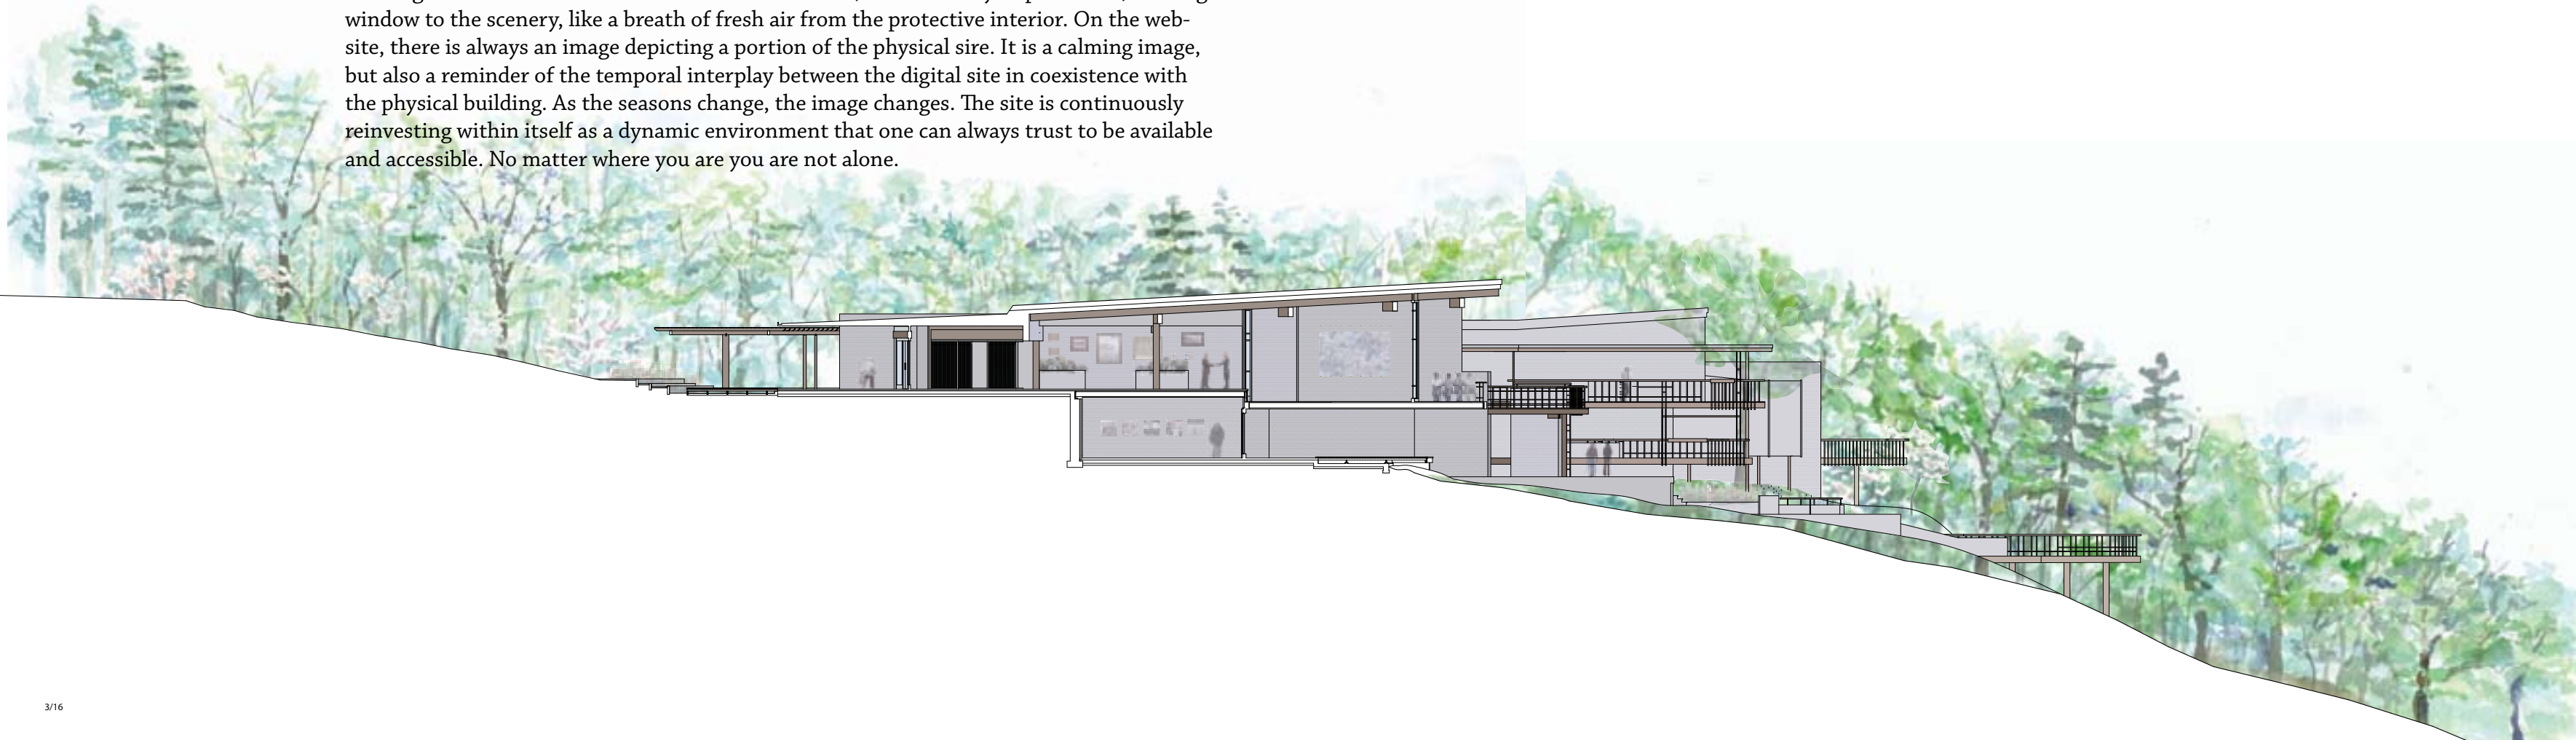 window to the scenery, like a breath of fresh air from the protective interior. On the web-
site, there is always an image depicting a portion of the physical sire. It is a calming image,
but also a reminder of the temporal interplay between the digital site in coexistence with
the physical building. As the seasons change, the image changes. The site is continuously
reinvesting within itself as a dynamic environment that one can always trust to be available
and accessible. No matter where you are you are not alone.
3/16